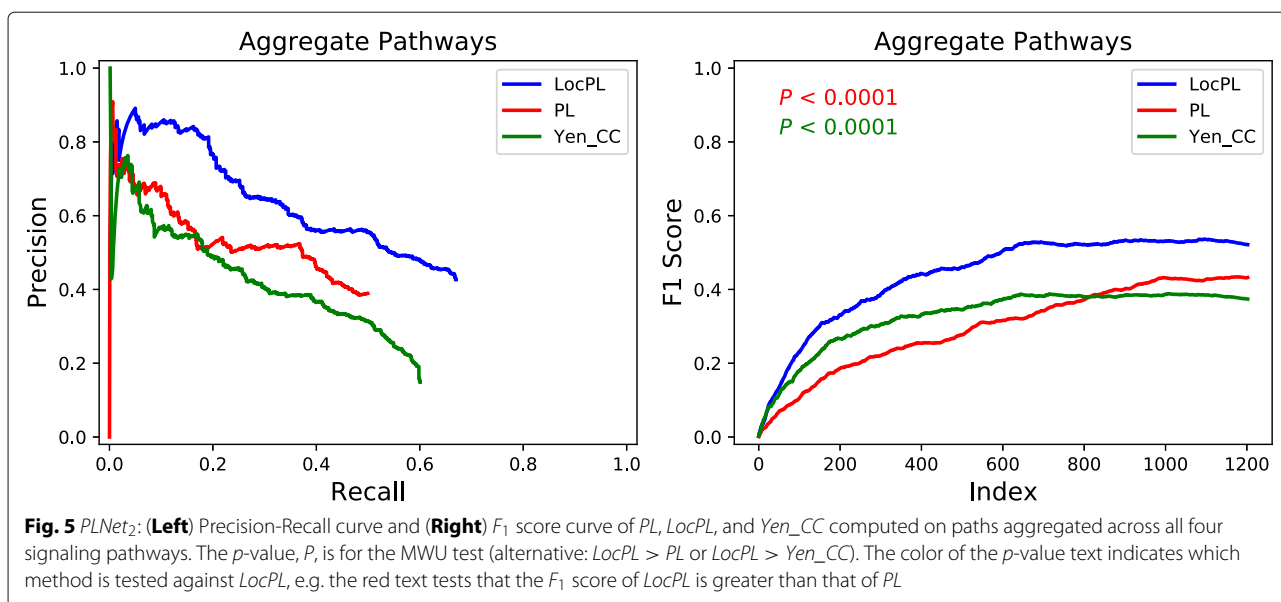 Aggregate Pathways
1.0
0.8
0.6
0.4
0.2
0.0
Precision
0.0 0.2 0.4 0.6 0.8 1.0
Recall
LocPL
PL
Yen_CC
Aggregate Pathways
1.0
0.8
0.6
0.4
0.2
0.0
F1 Score
0 200 400 600 800 1000 1200
Index
P < 0.0001
P < 0.0001
LocPL
PL
Yen_CC
Fig. 5 PLNet₂: (Left) Precision-Recall curve and (Right) F₁ score curve of PL, LocPL, and Yen_CC computed on paths aggregated across all four
signaling pathways. The p-value, P, is for the MWU test (alternative: LocPL > PL or LocPL > Yen_CC). The color of the p-value text indicates which
method is tested against LocPL, e.g. the red text tests that the F₁ score of LocPL is greater than that of PL